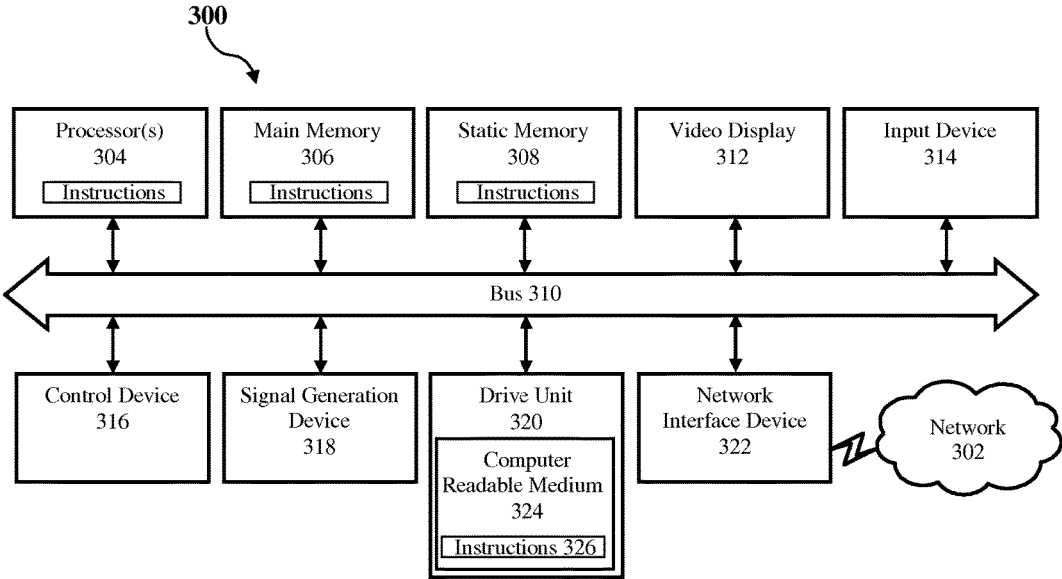 300
Processor(s)
304
Instructions
Main Memory
306
Instructions
Static Memory
308
Instructions
Video Display
312
Input Device
314
Bus 310
Control Device
316
Signal Generation
Device
318
Drive Unit
320
Computer
Readable Medium
324
Instructions 326
Network
Interface Device
322
Network
302